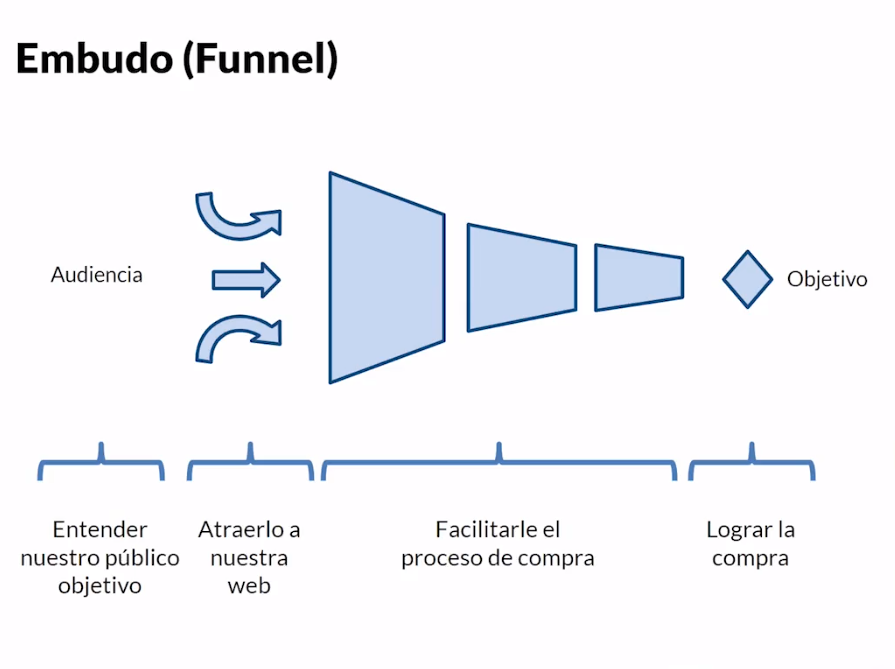 Embudo (Funnel)
Audiencia
Objetivo
Entender
nuestro público
objetivo
Atraerlo a
nuestra
web
Facilitarle el
proceso de compra
Lograr la
compra